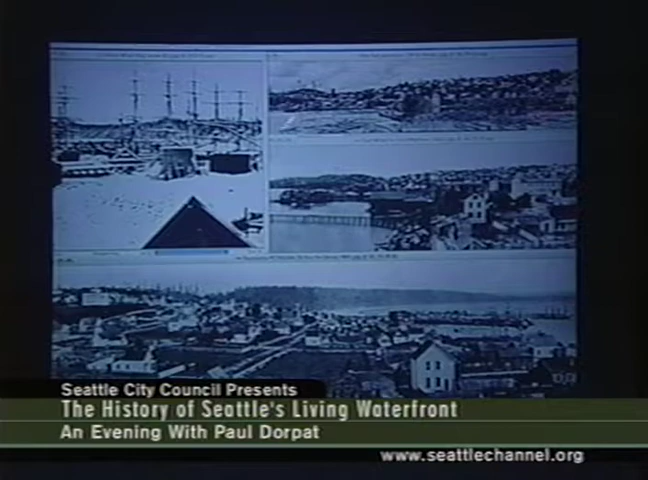 Seattle City Council Presents
The History of Seattle's Living Waterfront
An Evening With Paul Dorpat
www.seattlechannel.org